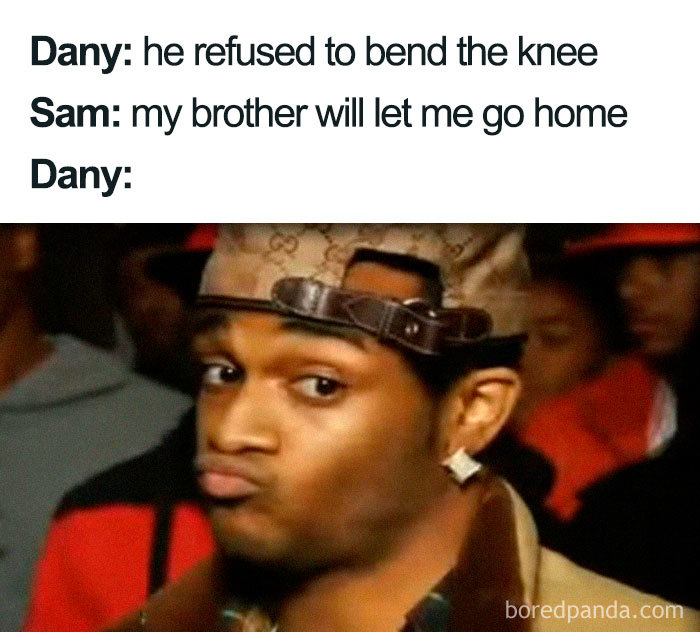 Dany: he refused to bend the knee
Sam: my brother will let me go home
Dany:
boredpanda.com